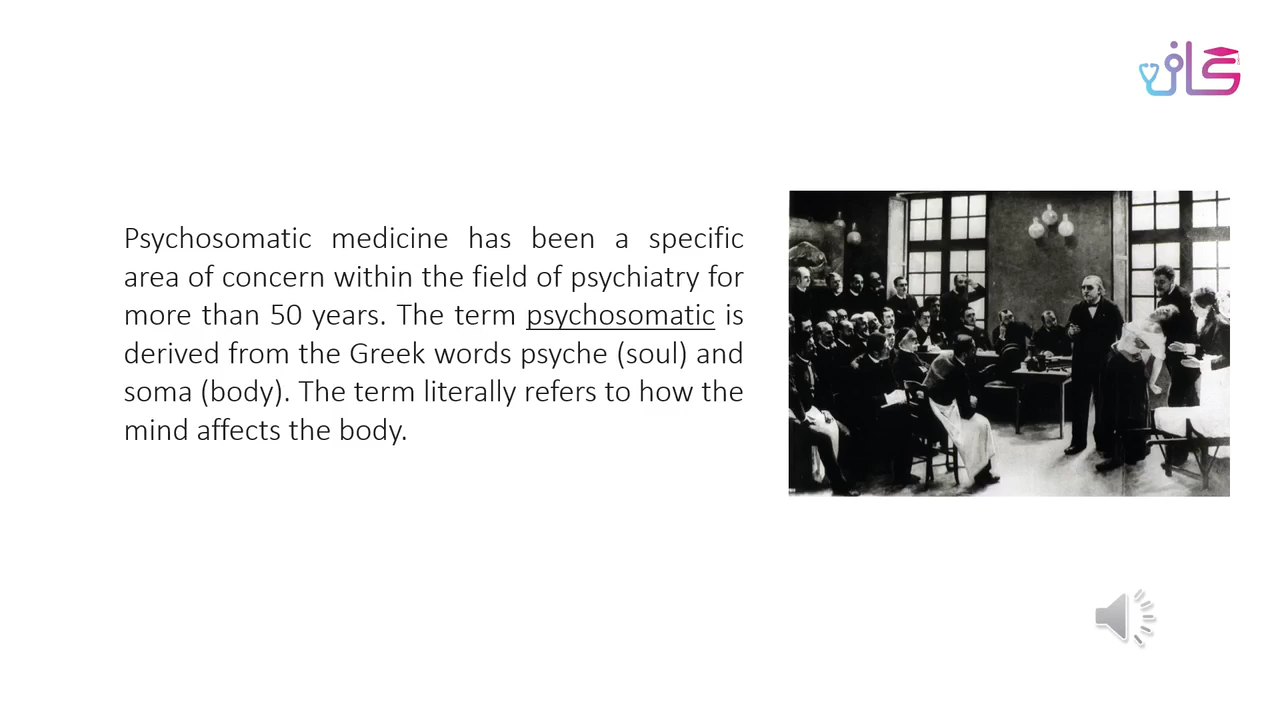 كافي
Psychosomatic medicine has been a specific
area of concern within the field of psychiatry for
more than 50 years. The term psychosomatic is
derived from the Greek words psyche (soul) and
soma (body). The term literally refers to how the
mind affects the body.